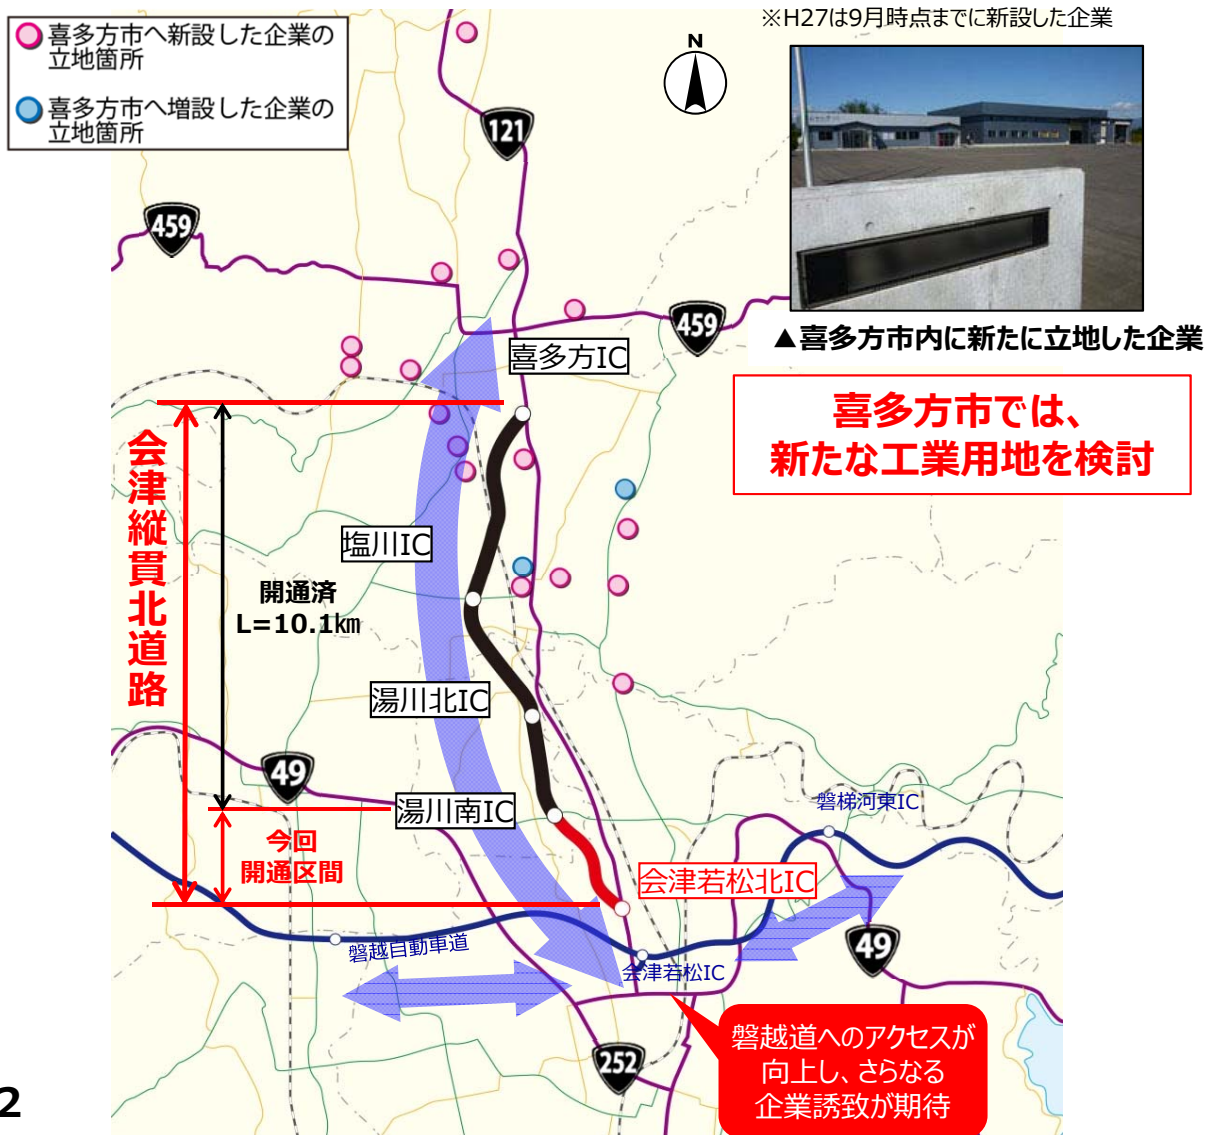 ※H27は9月時点までに新設した企業
喜多方市へ新設した企業の
立地箇所
喜多方市へ増設した企業の
立地箇所
N
121
459
459
▲喜多方市内に新たに立地した企業
喜多方IC
喜多方市では、
新たな工業用地を検討
会津縦貫北道路
塩川IC
開通済
L=10.1㎞
湯川北IC
49
湯川南IC
磐梯河東IC
今回
開通区間
会津若松北IC
磐越自動車道
49
会津若松IC
磐越道へのアクセスが
向上し、さらなる
企業誘致が期待
252
2